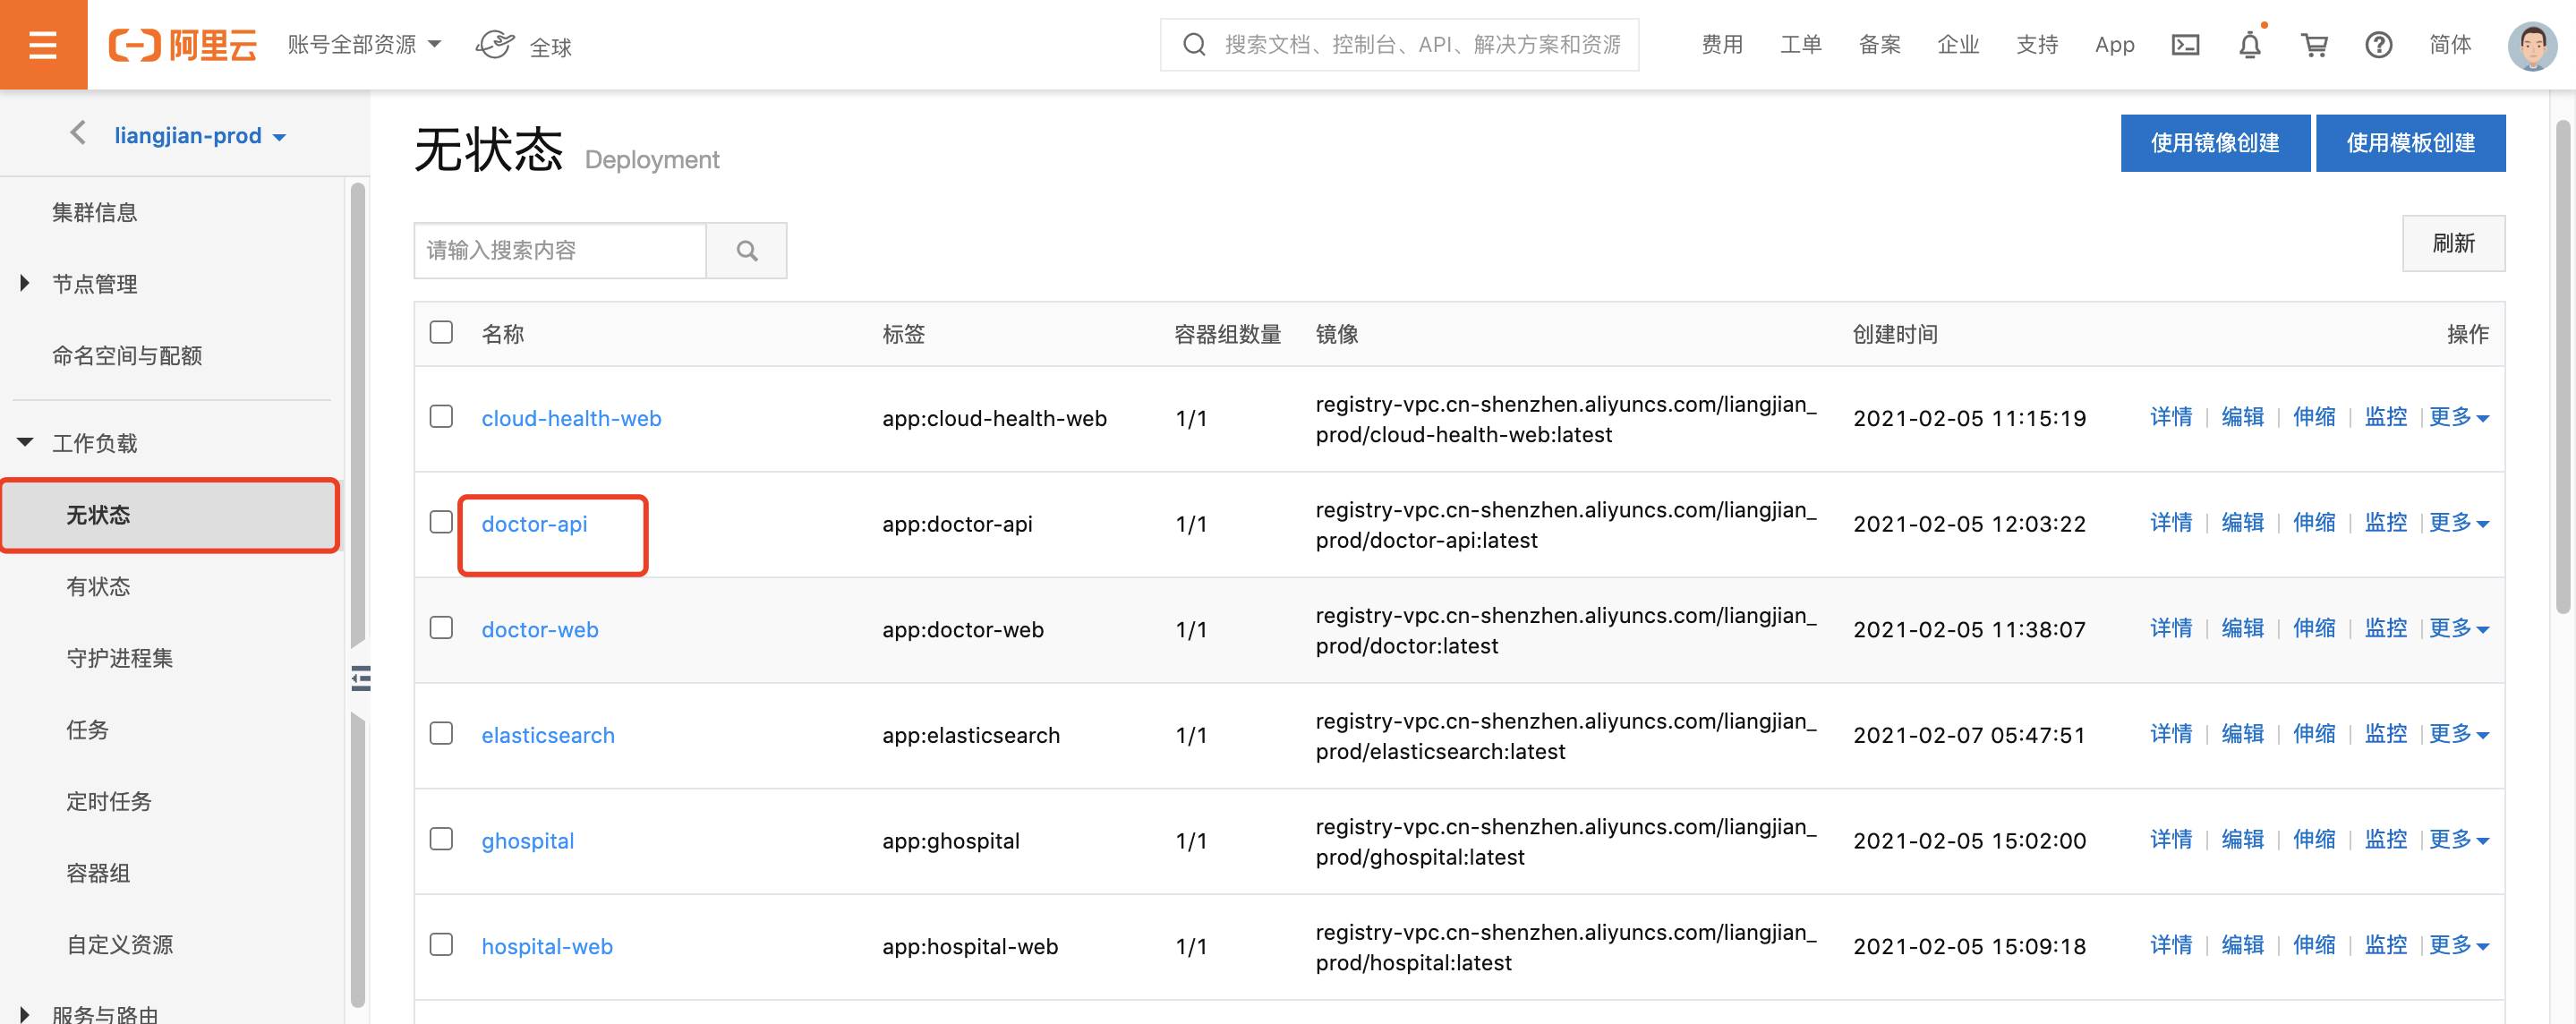 阿里云
账号全部资源
全球
搜索文档、控制台、API、解决方案和资源
费用
工单
备案
企业
支持
App
简体
liangjian-prod
集群信息
节点管理
命名空间与配额
工作负载
无状态
有状态
守护进程集
任务
定时任务
容器组
自定义资源
服务与路由
无状态 Deployment
使用镜像创建
使用模板创建
请输入搜索内容
刷新
名称 标签 容器组数量 镜像 创建时间 操作
cloud-health-web app:cloud-health-web 1/1 registry-vpc.cn-shenzhen.aliyuncs.com/liangjian_
prod/cloud-health-web:latest
2021-02-05 11:15:19 详情 编辑 伸缩 监控 更多
doctor-api app:doctor-api 1/1 registry-vpc.cn-shenzhen.aliyuncs.com/liangjian_
prod/doctor-api:latest
2021-02-05 12:03:22 详情 编辑 伸缩 监控 更多
doctor-web app:doctor-web 1/1 registry-vpc.cn-shenzhen.aliyuncs.com/liangjian_
prod/doctor:latest
2021-02-05 11:38:07 详情 编辑 伸缩 监控 更多
elasticsearch app:elasticsearch 1/1 registry-vpc.cn-shenzhen.aliyuncs.com/liangjian_
prod/elasticsearch:latest
2021-02-07 05:47:51 详情 编辑 伸缩 监控 更多
ghospital app:ghospital 1/1 registry-vpc.cn-shenzhen.aliyuncs.com/liangjian_
prod/ghospital:latest
2021-02-05 15:02:00 详情 编辑 伸缩 监控 更多
hospital-web app:hospital-web 1/1 registry-vpc.cn-shenzhen.aliyuncs.com/liangjian_
prod/hospital:latest
2021-02-05 15:09:18 详情 编辑 伸缩 监控 更多